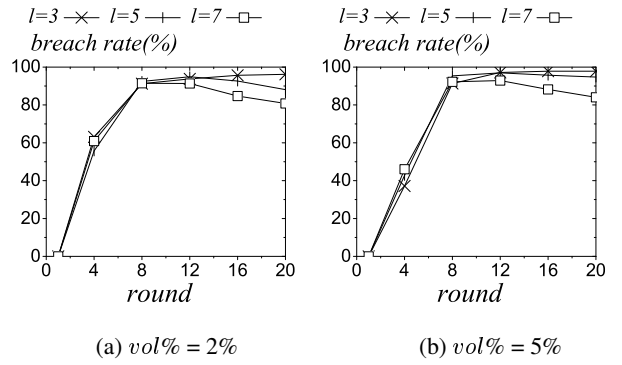 l=3 l=5 l=7
breach rate(%)
100
80
60
40
20
0
0 4 8 12 16 20
round
(a) vol% = 2%
l=3 l=5 l=7
breach rate(%)
100
80
60
40
20
0
0 4 8 12 16 20
round
(b) vol% = 5%